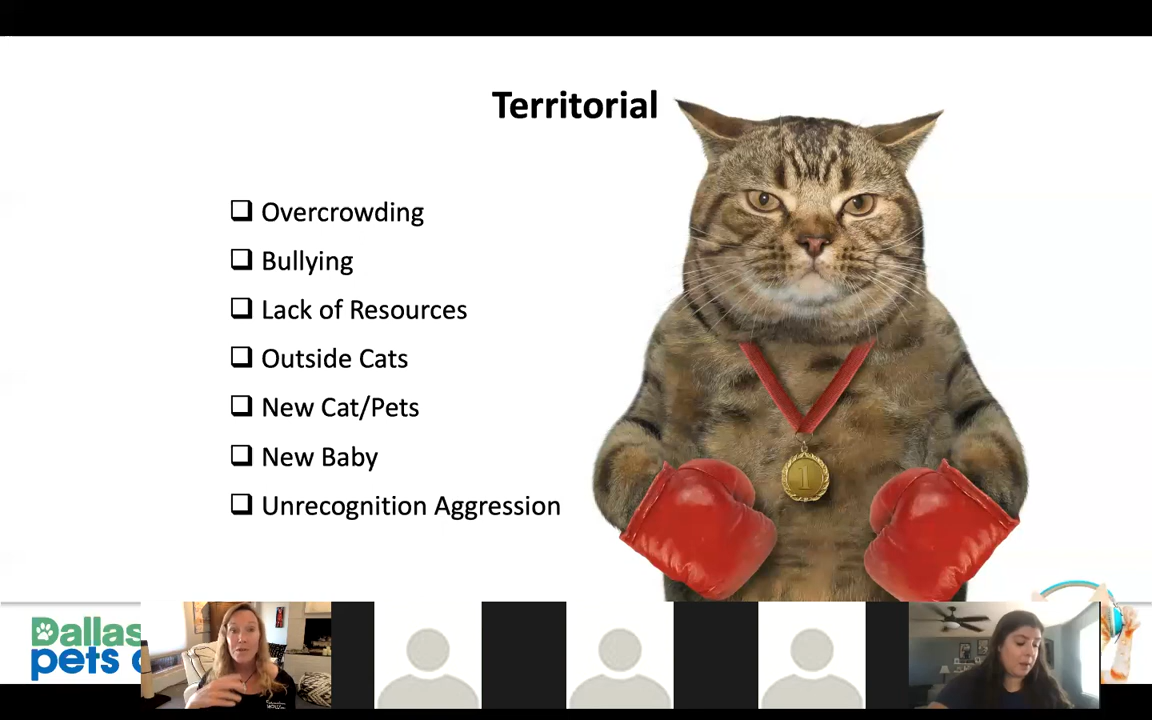 Territorial
Overcrowding
Bullying
Lack of Resources
Outside Cats
New Cat/Pets
New Baby
Unrecognition Aggression
1
Dallas
pets